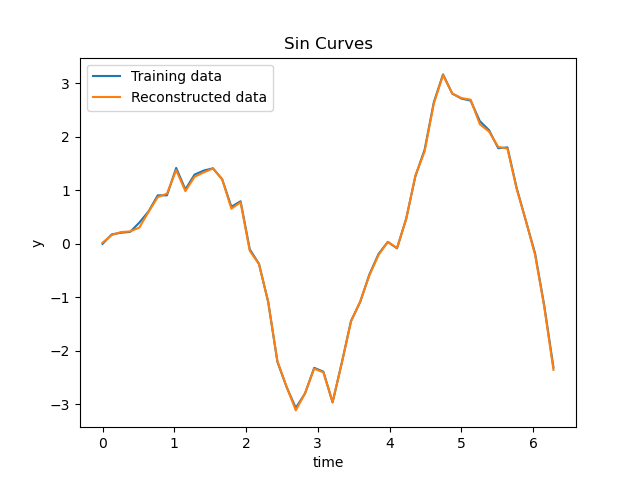 Sin Curves
Training data
Reconstructed data
3
2
1
0
−1
−2
−3
y
0 1 2 3 4 5 6
time